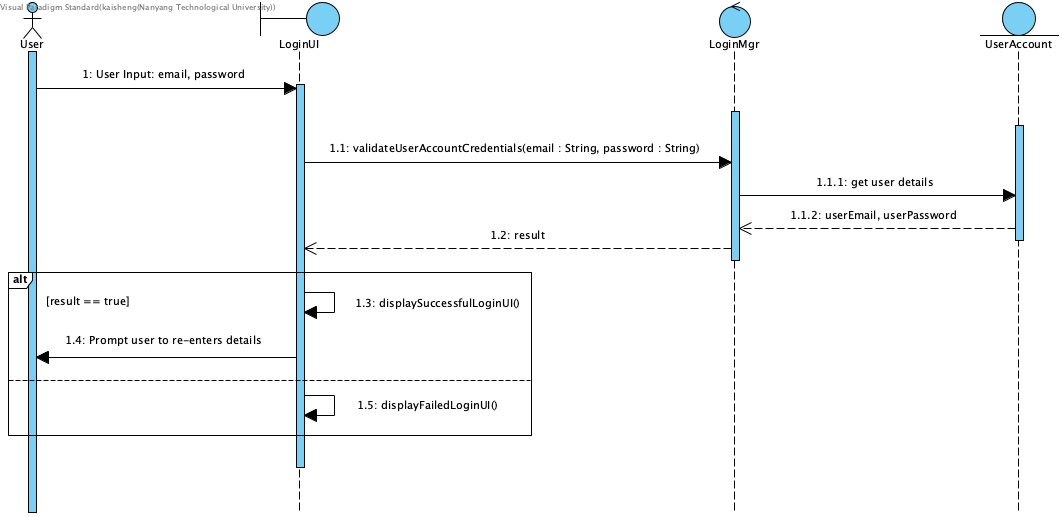 Visual Paradigm Standard(kaisheng(Nanyang Technological University))
User
LoginUI
LoginMgr
UserAccount
1: User Input: email, password
1.1: validateUserAccountCredentials(email : String, password : String)
1.1.1: get user details
1.1.2: userEmail, userPassword
1.2: result
alt
[result == true]
1.3: displaySuccessfulLoginUI()
1.4: Prompt user to re-enters details
1.5: displayFailedLoginUI()